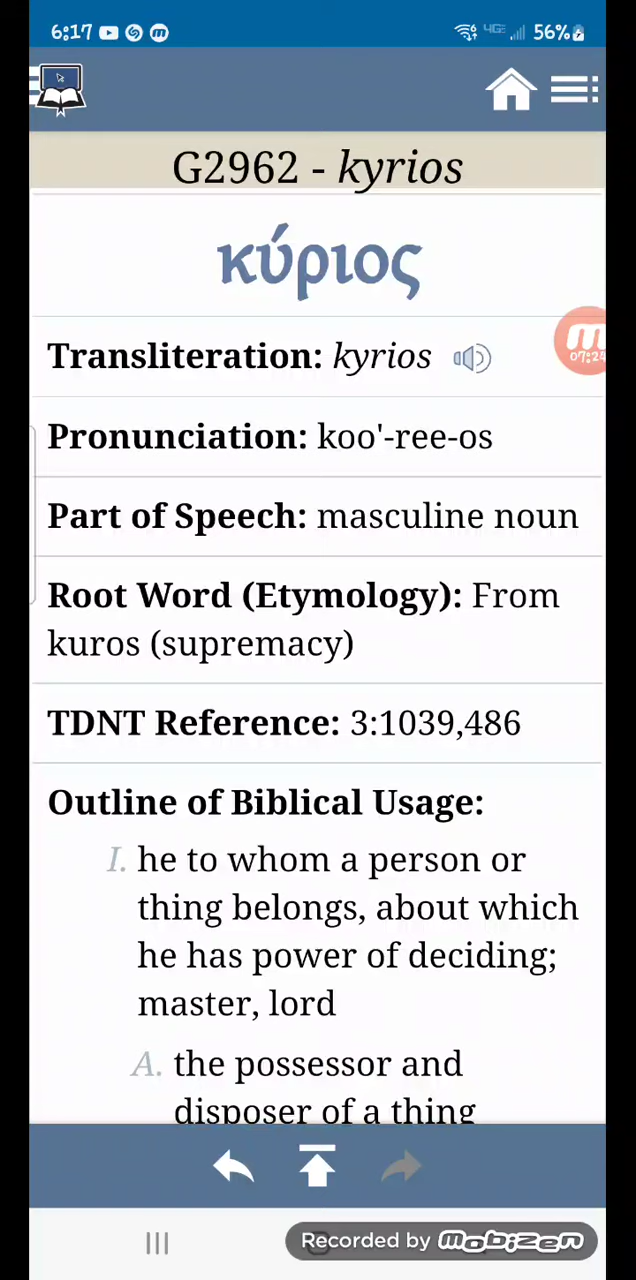 6:17
4GE 56%
G2962 - kyrios
κύριος
Transliteration: kyrios
m
07:24
Pronunciation: koo'-ree-os
Part of Speech: masculine noun
Root Word (Etymology): From
kuros (supremacy)
TDNT Reference: 3:1039,486
Outline of Biblical Usage:
I. he to whom a person or
thing belongs, about which
he has power of deciding;
master, lord
A. the possessor and
disposer of a thing
Recorded by mobizen